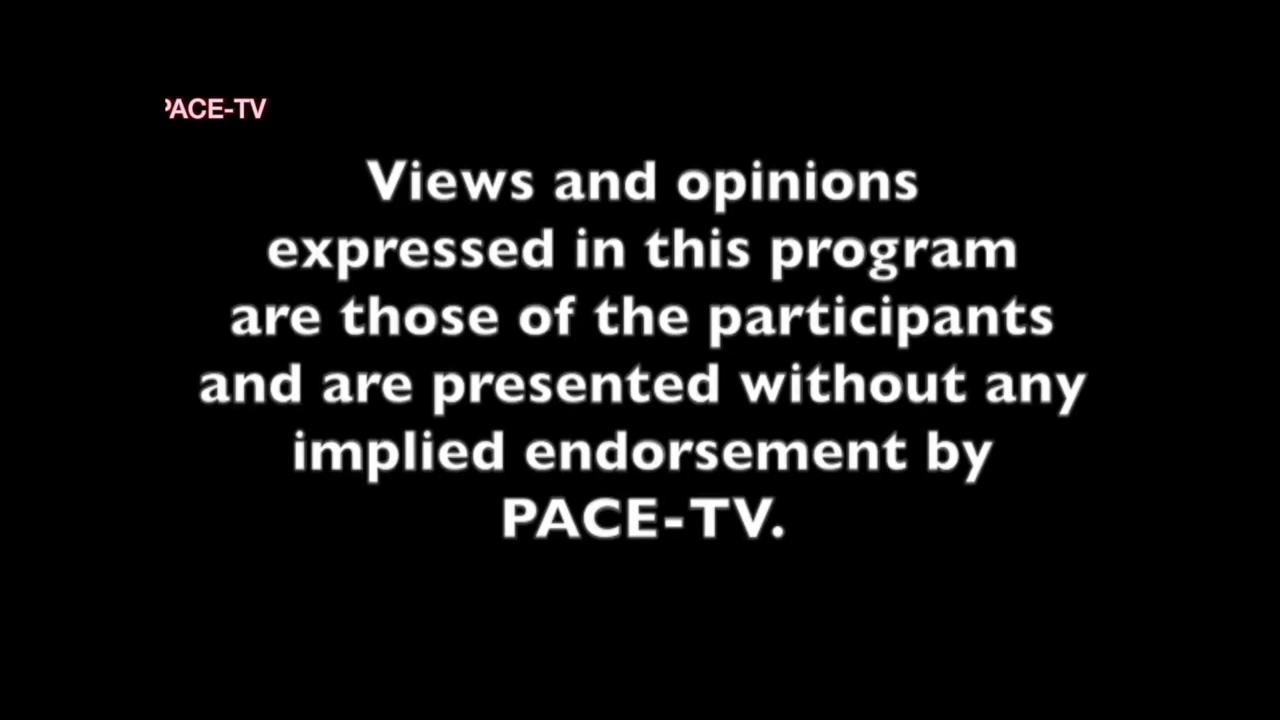 PACE-TV
Views and opinions
expressed in this program
are those of the participants
and are presented without any
implied endorsement by
PACE-TV.